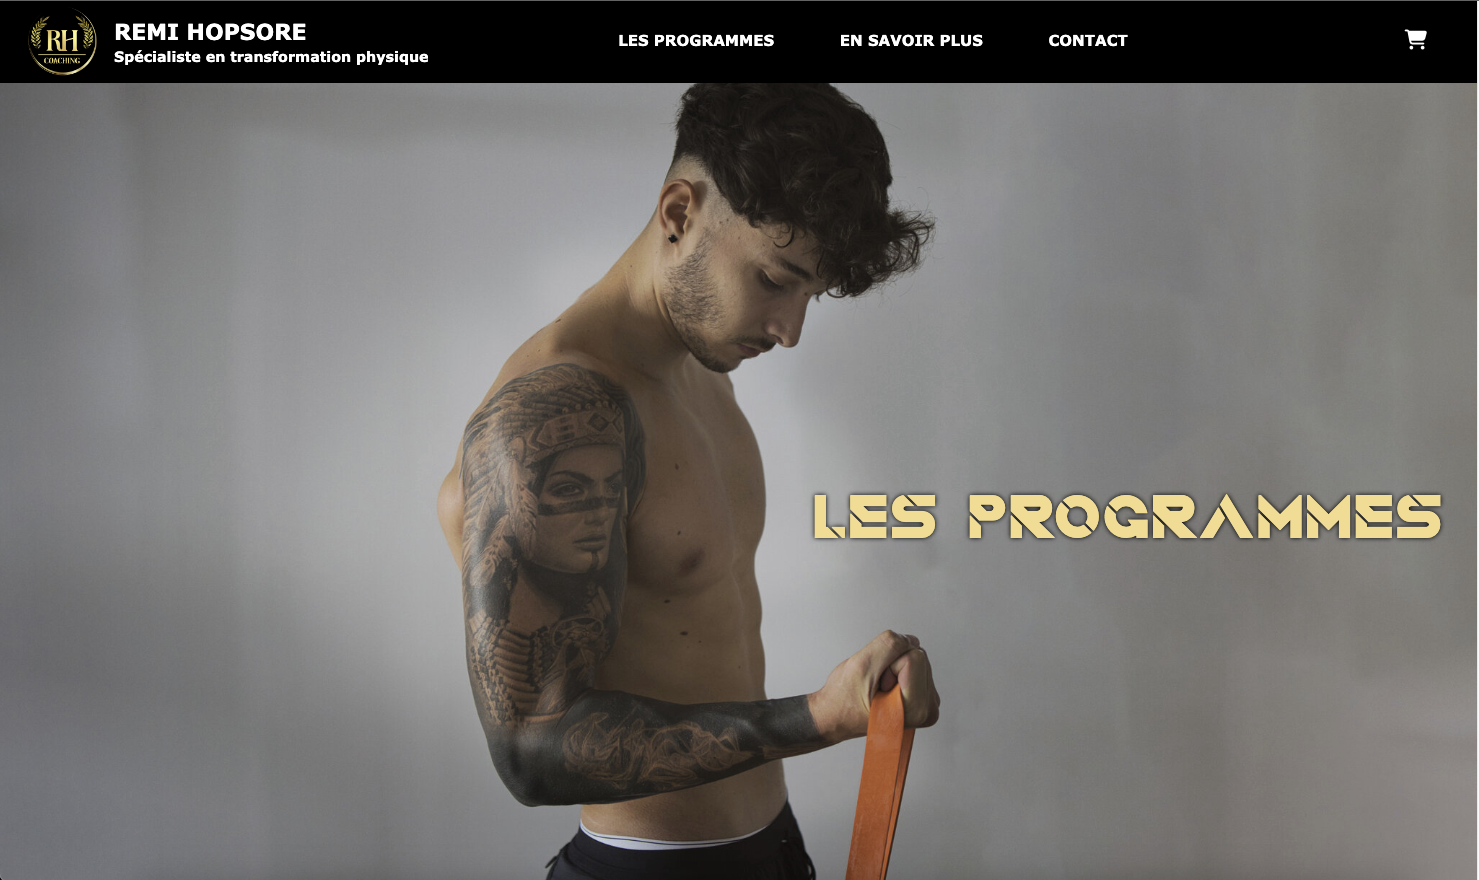 RH
COACHING
REMI HOPSORE
Spécialiste en transformation physique
LES PROGRAMMES
EN SAVOIR PLUS
CONTACT
LES PROGRAMMES